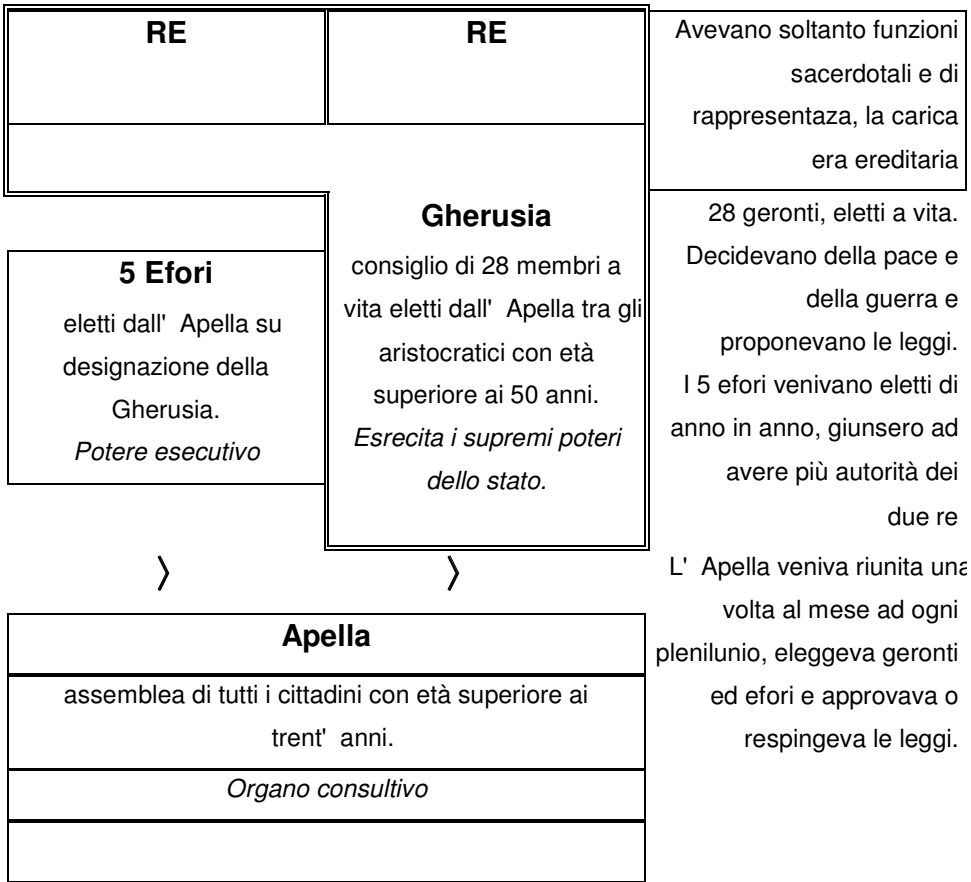 RE
RE
Avevano soltanto funzioni
sacerdotali e di
rappresentaza, la carica
era ereditaria
Gherusia
consiglio di 28 membri a
vita eletti dall' Apella tra gli
aristocratici con età
superiore ai 50 anni.
Esrecita i supremi poteri
dello stato.
5 Efori
eletti dall' Apella su
designazione della
Gherusia.
Potere esecutivo
28 geronti, eletti a vita.
Decidevano della pace e
della guerra e
proponevano le leggi.
I 5 efori venivano eletti di
anno in anno, giunsero ad
avere più autorità dei
due re
Apella
assemblea di tutti i cittadini con età superiore ai
trent' anni.
Organo consultivo
L' Apella veniva riunita una
volta al mese ad ogni
plenilunio, eleggeva geronti
ed efori e approvava o
respingeva le leggi.